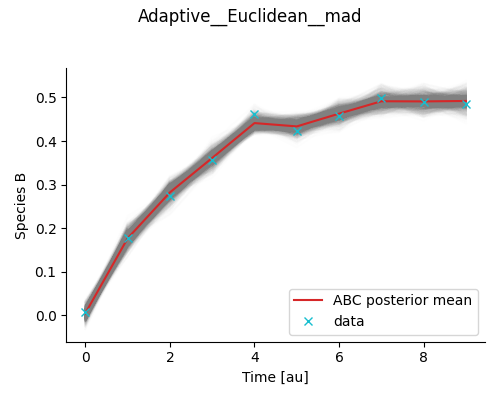 Adaptive__Euclidean__mad
Species B
0.5
0.4
0.3
0.2
0.1
0.0
ABC posterior mean
data
0 2 4 6 8
Time [au]